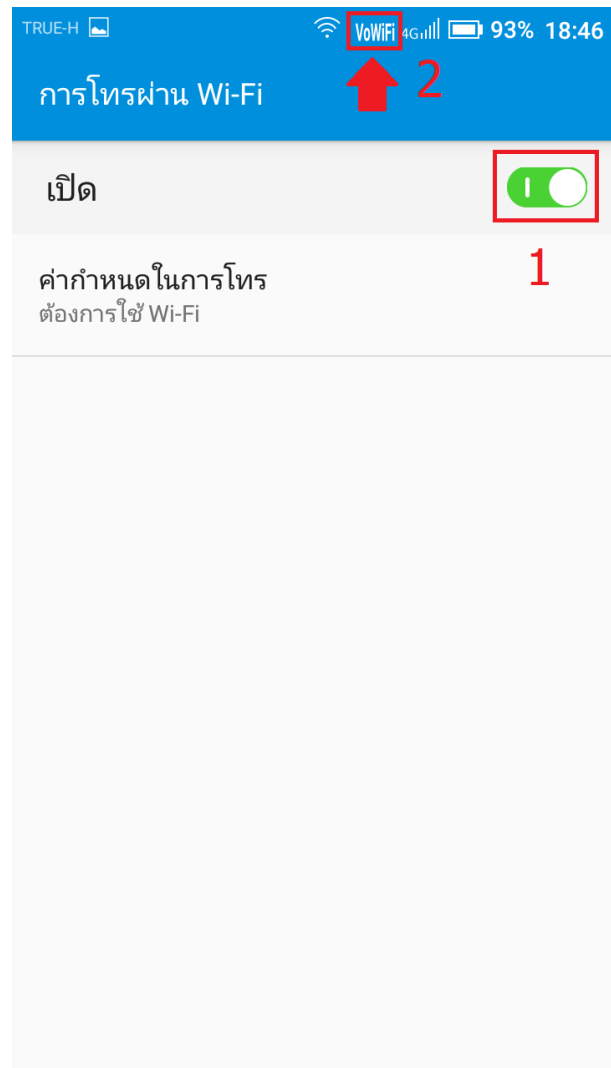 TRUE-H VoWiFi 4G 93% 18:46
การโทรผ่าน Wi-Fi
2
เปิด
1
ค่ากำหนดในการโทร
ต้องการใช้ Wi-Fi